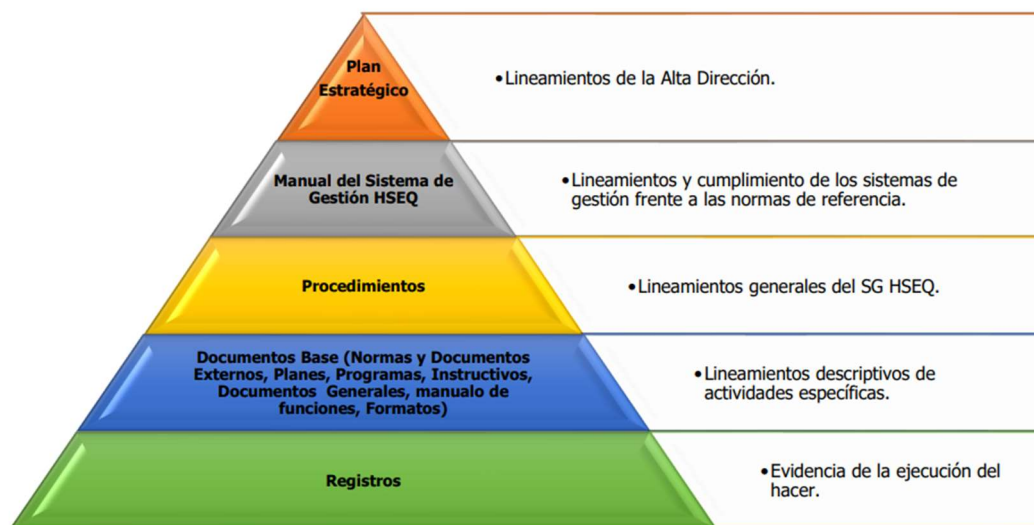 Plan
Estratégico
•Lineamientos de la Alta Dirección.
Manual del Sistema de
Gestión HSEQ
•Lineamientos y cumplimiento de los sistemas de
gestión frente a las normas de referencia.
Procedimientos
•Lineamientos generales del SG HSEQ.
Documentos Base (Normas y Documentos
Externos, Planes, Programas, Instructivos,
Documentos Generales, manualo de
funciones, Formatos)
•Lineamientos descriptivos de
actividades específicas.
Registros
•Evidencia de la ejecución del
hacer.